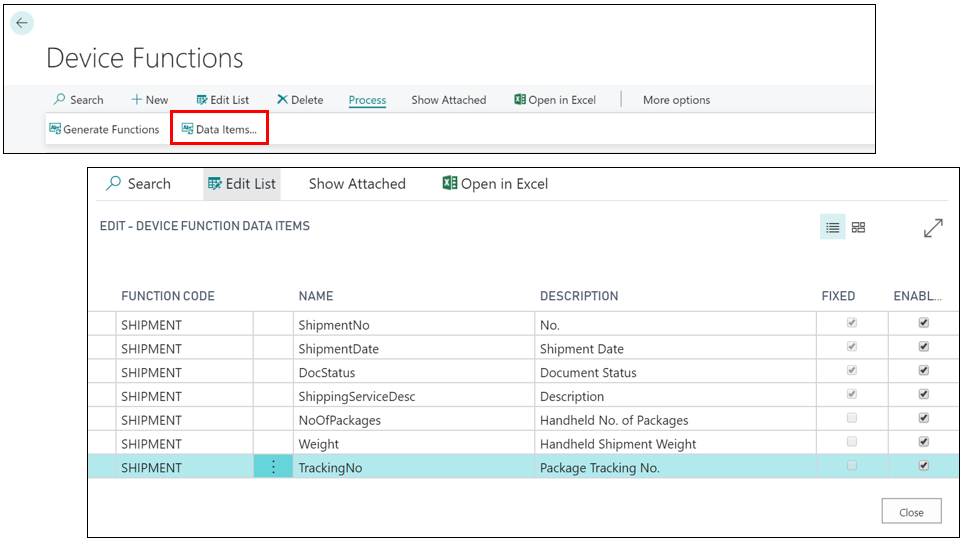 Device Functions
Search New Edit List Delete Process Show Attached Open in Excel More options
Generate Functions Data Items...
Search Edit List Show Attached Open in Excel
EDIT - DEVICE FUNCTION DATA ITEMS
FUNCTION CODE NAME DESCRIPTION FIXED ENABL...
SHIPMENT ShipmentNo No.
SHIPMENT ShipmentDate Shipment Date
SHIPMENT DocStatus Document Status
SHIPMENT ShippingServiceDesc Description
SHIPMENT NoOfPackages Handheld No. of Packages
SHIPMENT Weight Handheld Shipment Weight
SHIPMENT TrackingNo Package Tracking No.
Close